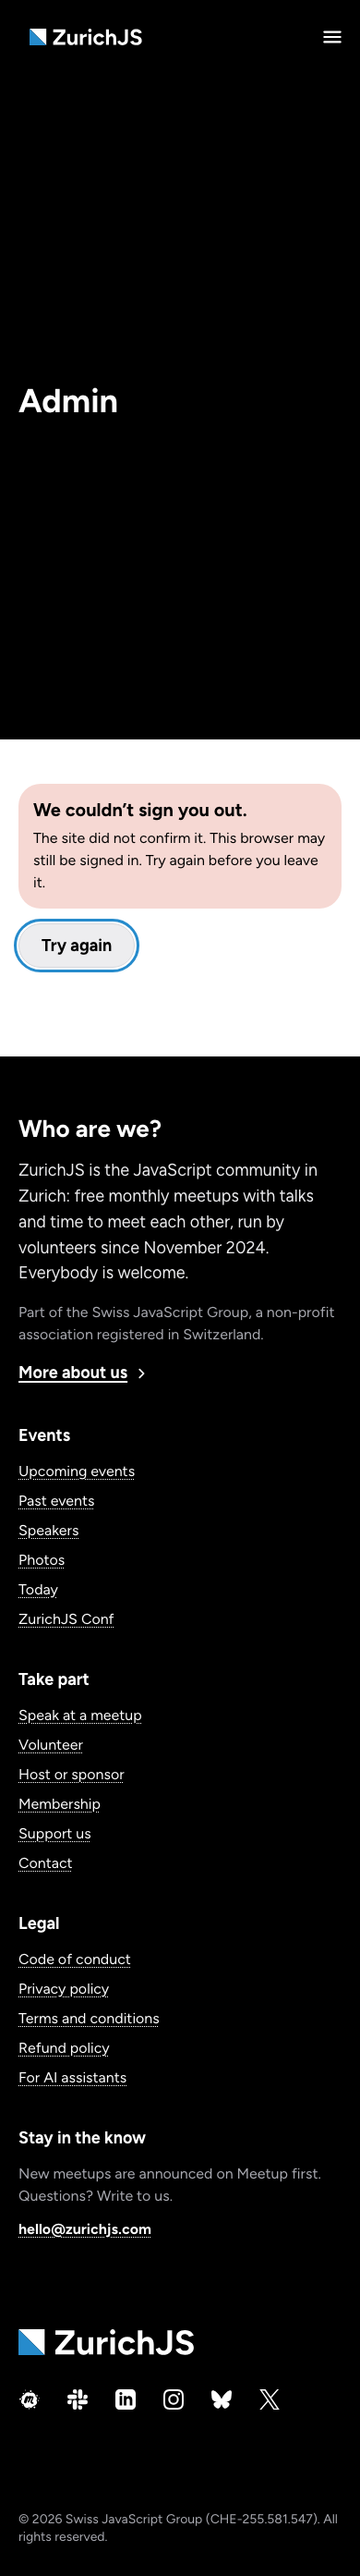 ZurichJS
Admin
We couldn’t sign you out.
The site did not confirm it. This browser may
still be signed in. Try again before you leave
it.
Try again
Who are we?
ZurichJS is the JavaScript community in
Zurich: free monthly meetups with talks
and time to meet each other, run by
volunteers since November 2024.
Everybody is welcome.
Part of the Swiss JavaScript Group, a non-profit
association registered in Switzerland.
More about us
Events
Upcoming events
Past events
Speakers
Photos
Today
ZurichJS Conf
Take part
Speak at a meetup
Volunteer
Host or sponsor
Membership
Support us
Contact
Legal
Code of conduct
Privacy policy
Terms and conditions
Refund policy
For AI assistants
Stay in the know
New meetups are announced on Meetup first.
Questions? Write to us.
hello@zurichjs.com
ZurichJS
© 2026 Swiss JavaScript Group (CHE-255.581.547). All
rights reserved.